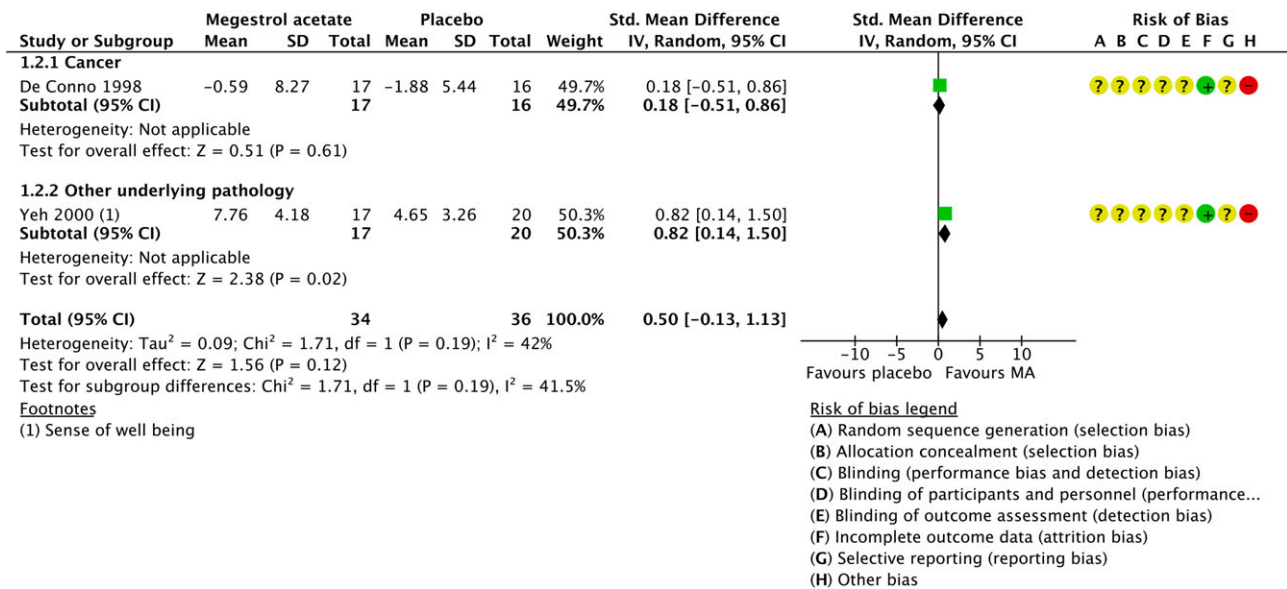 Megestrol acetate Placebo Std. Mean Difference Std. Mean Difference Risk of Bias
Study or Subgroup Mean SD Total Mean SD Total Weight IV, Random, 95% CI IV, Random, 95% CI A B C D E F G H
1.2.1 Cancer
De Conno 1998 −0.59 8.27 17 −1.88 5.44 16 49.7% 0.18 [−0.51, 0.86] ? ? ? ? ? + ? −
Subtotal (95% CI) 17 16 49.7% 0.18 [−0.51, 0.86]
Heterogeneity: Not applicable
Test for overall effect: Z = 0.51 (P = 0.61)
1.2.2 Other underlying pathology
Yeh 2000 (1) 7.76 4.18 17 4.65 3.26 20 50.3% 0.82 [0.14, 1.50] ? ? ? ? ? + ? −
Subtotal (95% CI) 17 20 50.3% 0.82 [0.14, 1.50]
Heterogeneity: Not applicable
Test for overall effect: Z = 2.38 (P = 0.02)
Total (95% CI) 34 36 100.0% 0.50 [−0.13, 1.13]
Heterogeneity: Tau² = 0.09; Chi² = 1.71, df = 1 (P = 0.19); I² = 42%
Test for overall effect: Z = 1.56 (P = 0.12)
Test for subgroup differences: Chi² = 1.71, df = 1 (P = 0.19), I² = 41.5%
−10 −5 0 5 10
Favours placebo Favours MA
Footnotes
(1) Sense of well being
Risk of bias legend
(A) Random sequence generation (selection bias)
(B) Allocation concealment (selection bias)
(C) Blinding (performance bias and detection bias)
(D) Blinding of participants and personnel (performance...
(E) Blinding of outcome assessment (detection bias)
(F) Incomplete outcome data (attrition bias)
(G) Selective reporting (reporting bias)
(H) Other bias